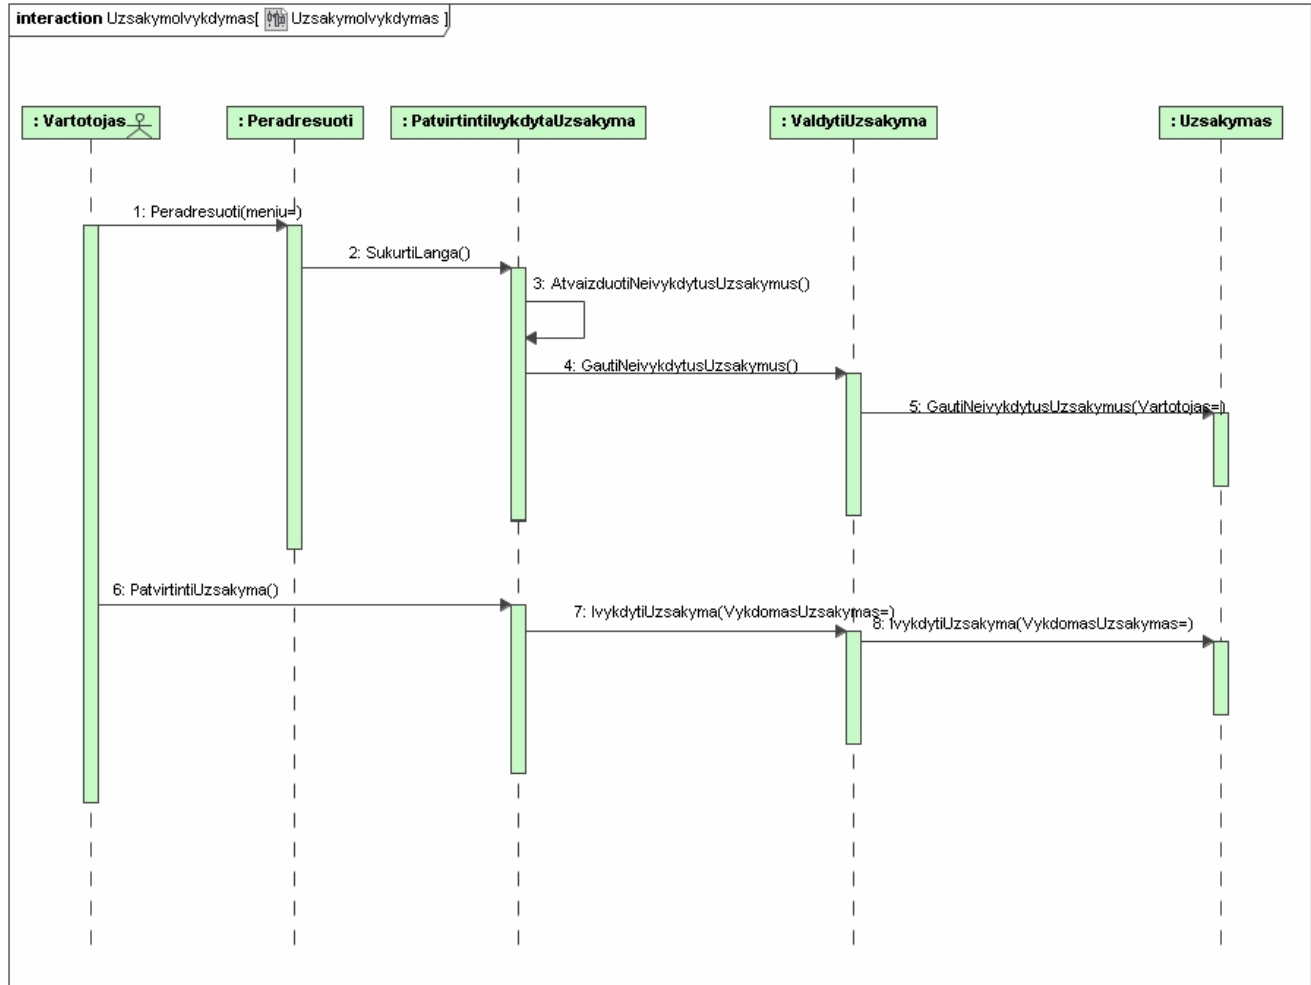 interaction UzsakymoIvykdymas[ UzsakymoIvykdymas ]
: Vartotojas
: Peradresuoti
: PatvirtintiIvykdytaUzsakyma
: ValdytiUzsakyma
: Uzsakymas
1: Peradresuoti(meniu=)
2: SukurtiLanga()
3: AtvaizduotiNeivykdytusUzsakymus()
4: GautiNeivykdytusUzsakymus()
5: GautiNeivykdytusUzsakymus(Vartotojas=)
6: PatvirtintiUzsakyma()
7: IvykdytiUzsakyma(VykdomasUzsakymas=)
8: IvykdytiUzsakyma(VykdomasUzsakymas=)